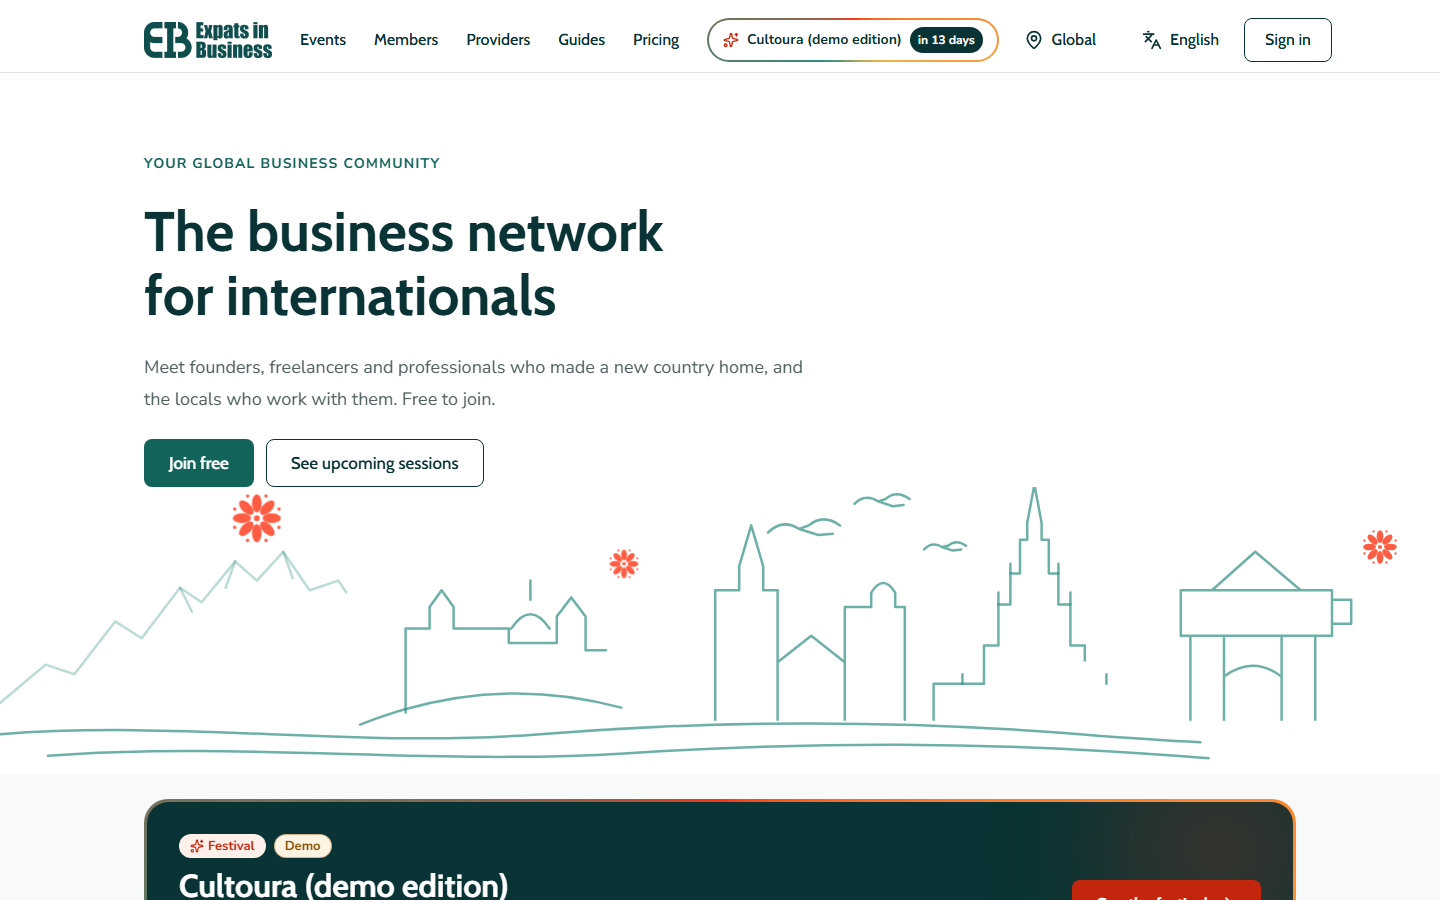 EIB Expats in
Business
Events
Members
Providers
Guides
Pricing
Cultoura (demo edition)
in 13 days
Global
English
Sign in
YOUR GLOBAL BUSINESS COMMUNITY
The business network
for internationals
Meet founders, freelancers and professionals who made a new country home, and
the locals who work with them. Free to join.
Join free
See upcoming sessions
Festival
Demo
Cultoura (demo edition)